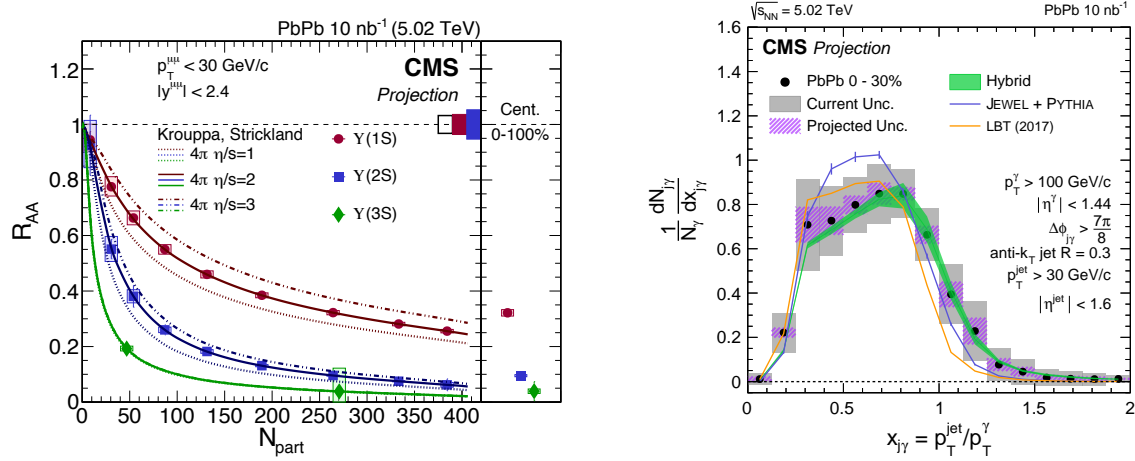 PbPb 10 nb⁻¹ (5.02 TeV)
p_T^μμ < 30 GeV/c
|y^μμ| < 2.4
CMS
Projection
Cent.
0-100%
Krouppa, Strickland
4π η/s=1
4π η/s=2
4π η/s=3
ϒ(1S)
ϒ(2S)
ϒ(3S)
R_AA
1.2
1
0.8
0.6
0.4
0.2
0
0 50 100 150 200 250 300 350 400
N_part
√s_NN = 5.02 TeV PbPb 10 nb⁻¹
CMS Projection
PbPb 0 - 30%
Current Unc.
Projected Unc.
Hybrid
JEWEL + PYTHIA
LBT (2017)
p_T^γ > 100 GeV/c
|η^γ| < 1.44
Δφ_jγ > 7π/8
anti-k_T jet R = 0.3
p_T^jet > 30 GeV/c
|η^jet| < 1.6
1/N_γ dN_jγ/dx_jγ
1.6
1.4
1.2
1.0
0.8
0.6
0.4
0.2
0
0 0.5 1 1.5 2
x_jγ = p_T^jet/p_T^γ